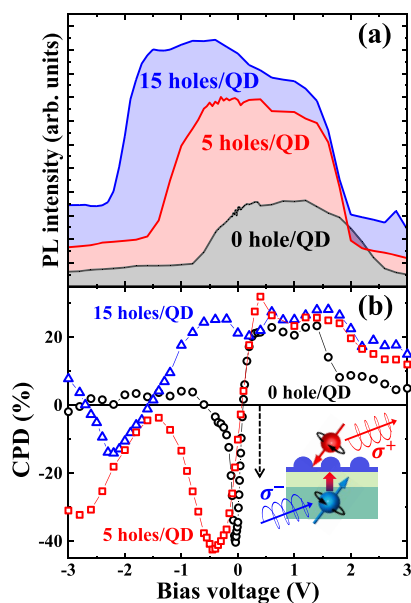 (a)
15 holes/QD
5 holes/QD
0 hole/QD
PL intensity (arb. units)
(b)
15 holes/QD
0 hole/QD
5 holes/QD
σ+
σ−
20
0
-20
-40
CPD (%)
-3 -2 -1 0 1 2 3
Bias voltage (V)